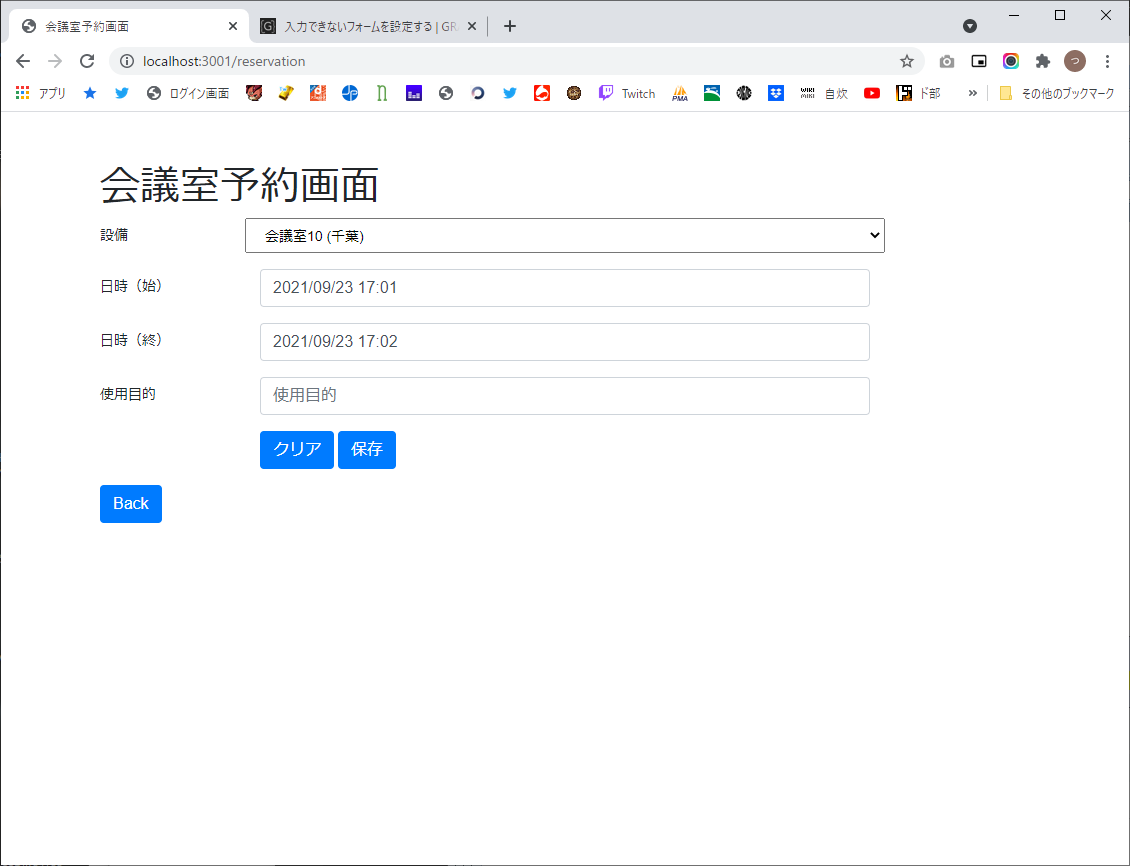 会議室予約画面
入力できないフォームを設定する | GR
localhost:3001/reservation
アプリ ログイン画面 Twitch PMA WIKI WIKI 自炊 ド部 » その他のブックマーク
会議室予約画面
設備 会議室10 (千葉)
日時（始） 2021/09/23 17:01
日時（終） 2021/09/23 17:02
使用目的 使用目的
クリア 保存
Back